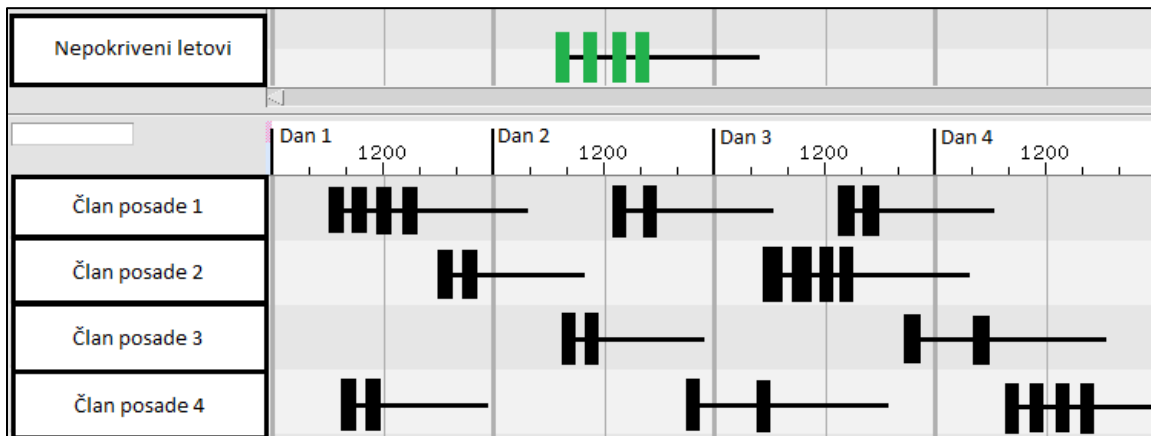 Nepokriveni letovi
Dan 1 Dan 2 Dan 3 Dan 4
1200 1200 1200 1200
Član posade 1
Član posade 2
Član posade 3
Član posade 4